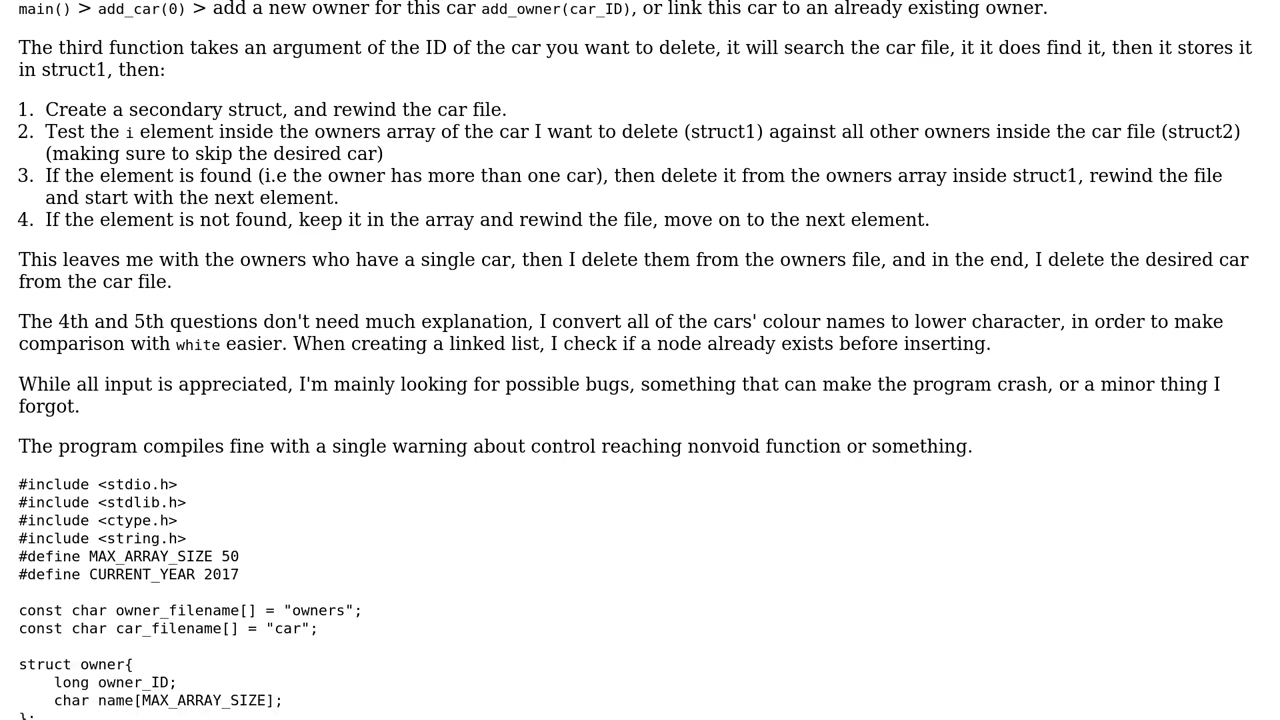 main() > add_car(0) > add a new owner for this car add_owner(car_ID), or link this car to an already existing owner.
The third function takes an argument of the ID of the car you want to delete, it will search the car file, it it does find it, then it stores it
in struct1, then:
1. Create a secondary struct, and rewind the car file.
2. Test the i element inside the owners array of the car I want to delete (struct1) against all other owners inside the car file (struct2)
(making sure to skip the desired car)
3. If the element is found (i.e the owner has more than one car), then delete it from the owners array inside struct1, rewind the file
and start with the next element.
4. If the element is not found, keep it in the array and rewind the file, move on to the next element.
This leaves me with the owners who have a single car, then I delete them from the owners file, and in the end, I delete the desired car
from the car file.
The 4th and 5th questions don't need much explanation, I convert all of the cars' colour names to lower character, in order to make
comparison with white easier. When creating a linked list, I check if a node already exists before inserting.
While all input is appreciated, I'm mainly looking for possible bugs, something that can make the program crash, or a minor thing I
forgot.
The program compiles fine with a single warning about control reaching nonvoid function or something.
#include <stdio.h>
#include <stdlib.h>
#include <ctype.h>
#include <string.h>
#define MAX_ARRAY_SIZE 50
#define CURRENT_YEAR 2017
const char owner_filename[] = "owners";
const char car_filename[] = "car";
struct owner{
    long owner_ID;
    char name[MAX_ARRAY_SIZE];
};